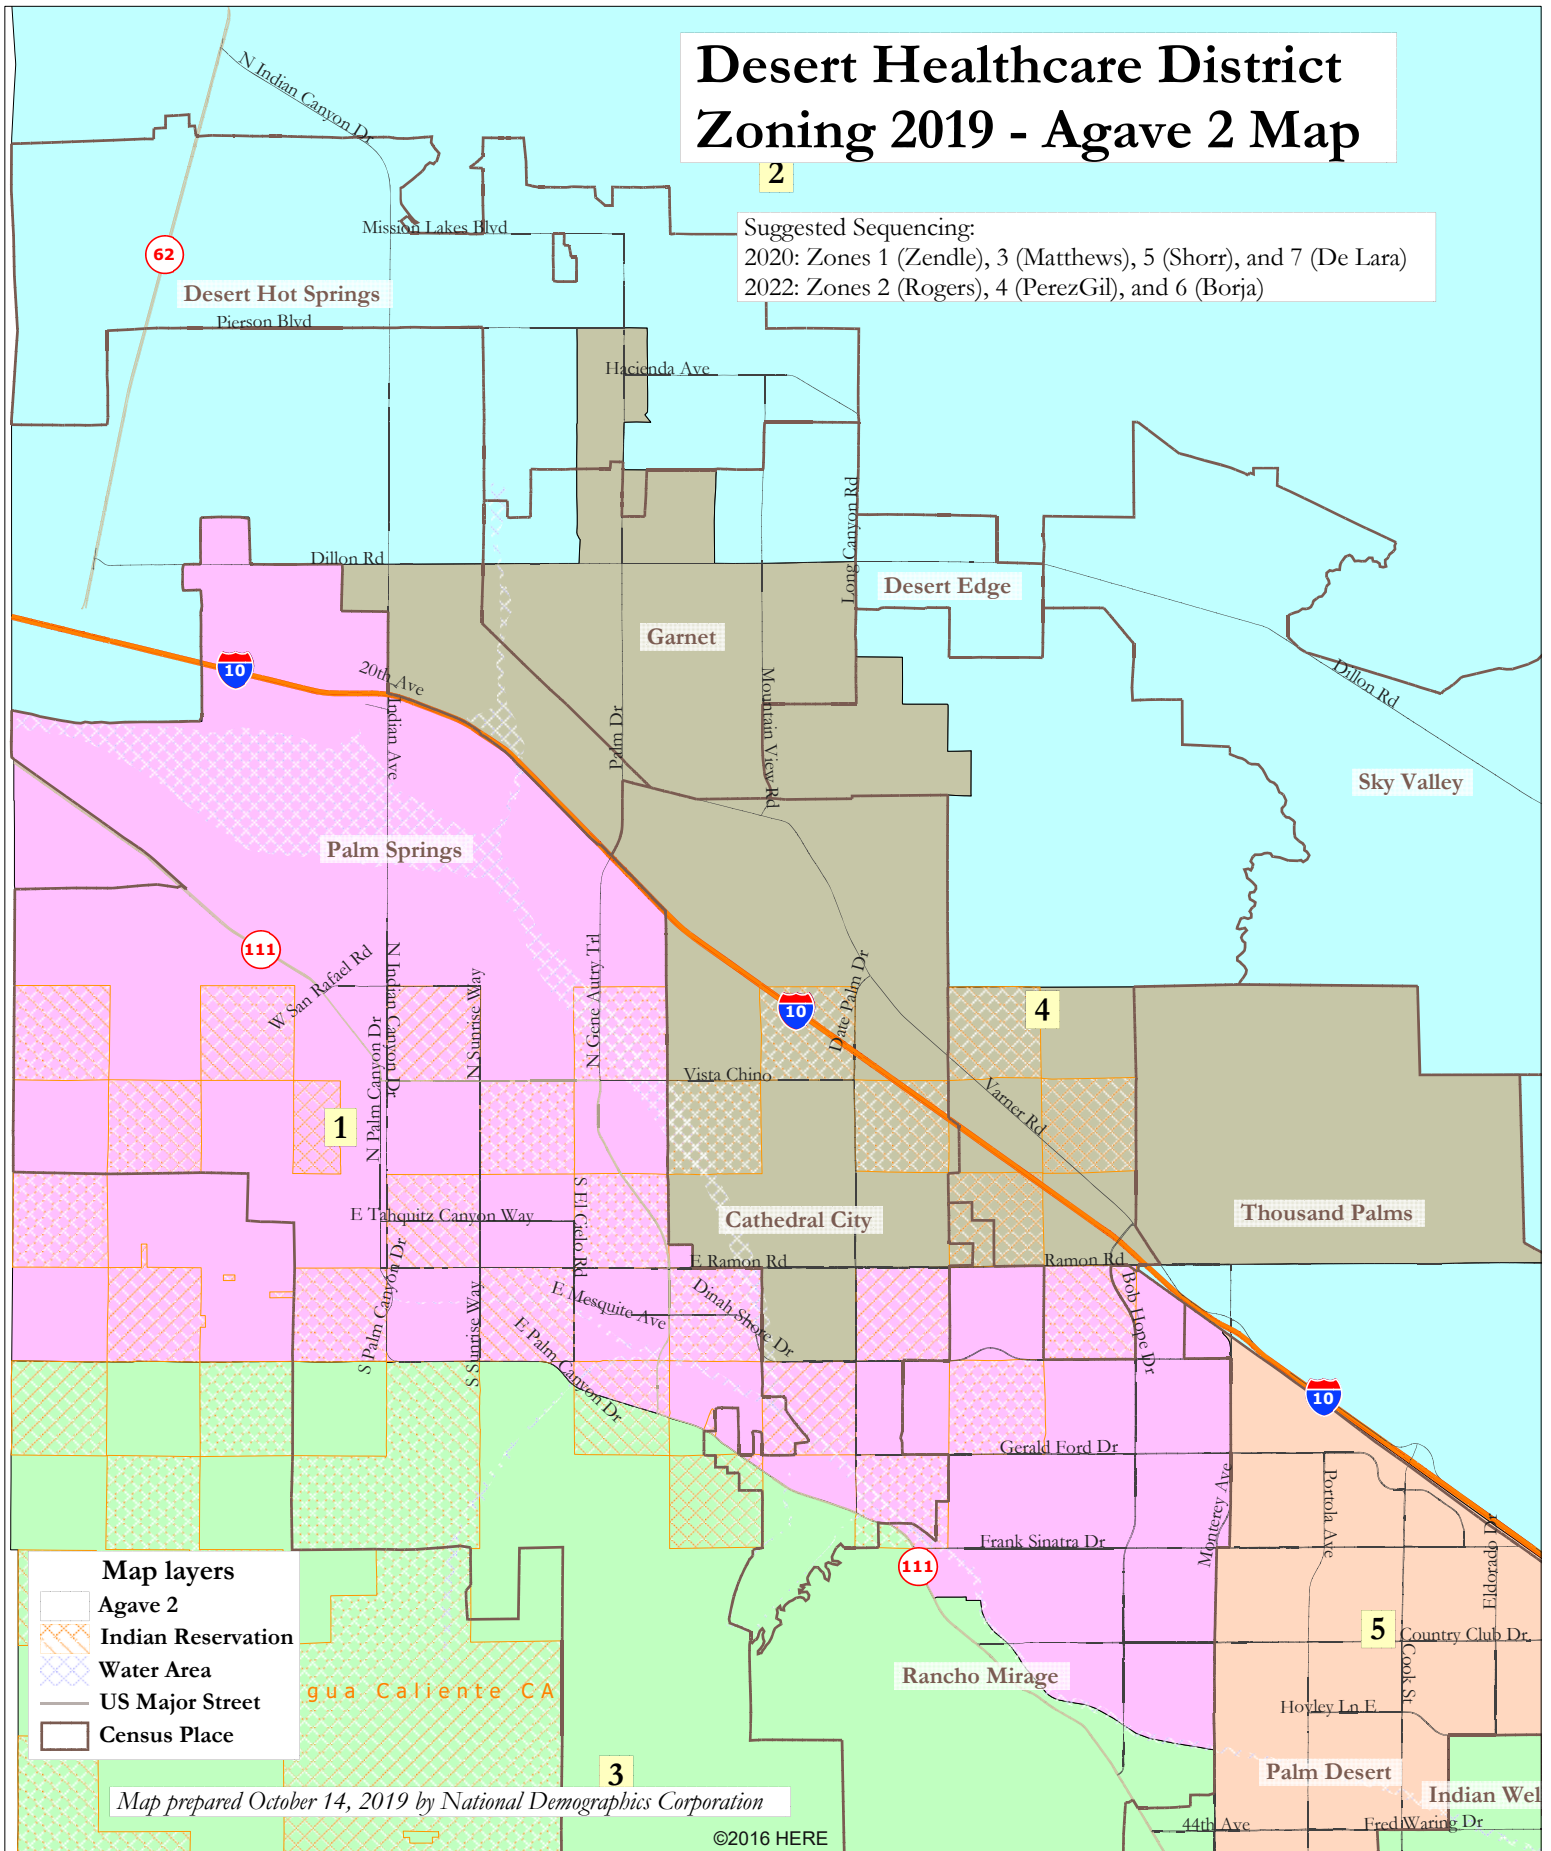 Desert Healthcare District
Zoning 2019 - Agave 2 Map
2
Suggested Sequencing:
2020: Zones 1 (Zendle), 3 (Matthews), 5 (Shorr), and 7 (De Lara)
2022: Zones 2 (Rogers), 4 (PerezGil), and 6 (Borja)
N Indian Canyon Dr
Mission Lakes Blvd
62
Desert Hot Springs
Pierson Blvd
Hacienda Ave
Long Canyon Rd
Dillon Rd
Desert Edge
Garnet
10
20th Ave
Indian Ave
Palm Dr
Mountain View Rd
Dillon Rd
Sky Valley
Palm Springs
111
W San Rafael Rd
N Indian Canyon Dr
N Palm Canyon Dr
N Sunrise Way
N Gene Autry Trl
10
Date Palm Dr
4
Vista Chino
Varner Rd
1
E Tahquitz Canyon Way
S El Cielo Rd
Cathedral City
Thousand Palms
E Ramon Rd
Ramon Rd
S Palm Canyon Dr
S Sunrise Way
E Mesquite Ave
Dinah Shore Dr
E Palm Canyon Dr
Bob Hope Dr
10
Gerald Ford Dr
Monterey Ave
Portola Ave
Frank Sinatra Dr
Eldorado Dr
111
5
Country Club Dr
Cook St
Rancho Mirage
Hovley Ln E
Palm Desert
Indian Wel
44th Ave
Fred Waring Dr
Map layers
Agave 2
Indian Reservation
Water Area
US Major Street
Census Place
gua Caliente CA
3
Map prepared October 14, 2019 by National Demographics Corporation
©2016 HERE